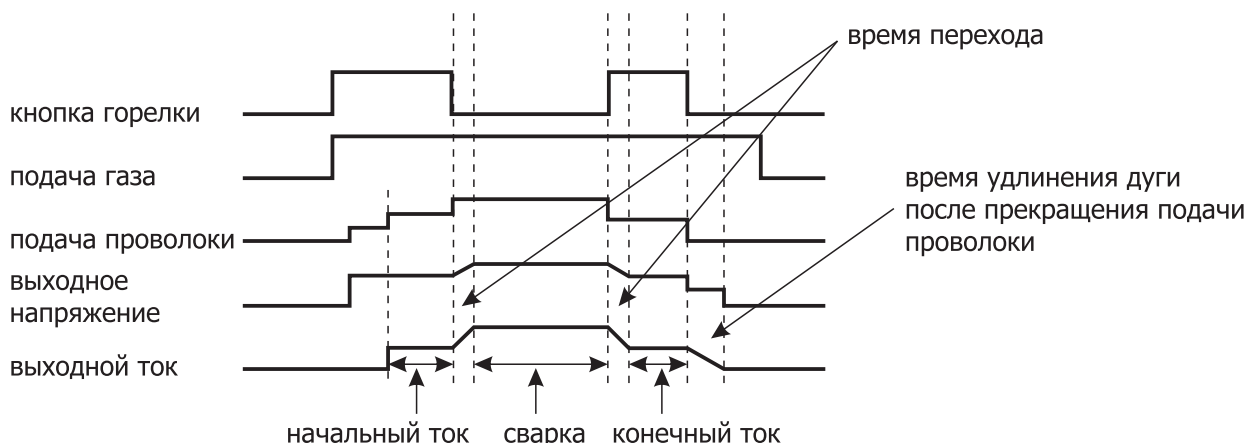 время перехода
кнопка горелки
подача газа
время удлинения дуги
после прекращения подачи
проволоки
подача проволоки
выходное
напряжение
выходной ток
начальный ток
сварка
конечный ток